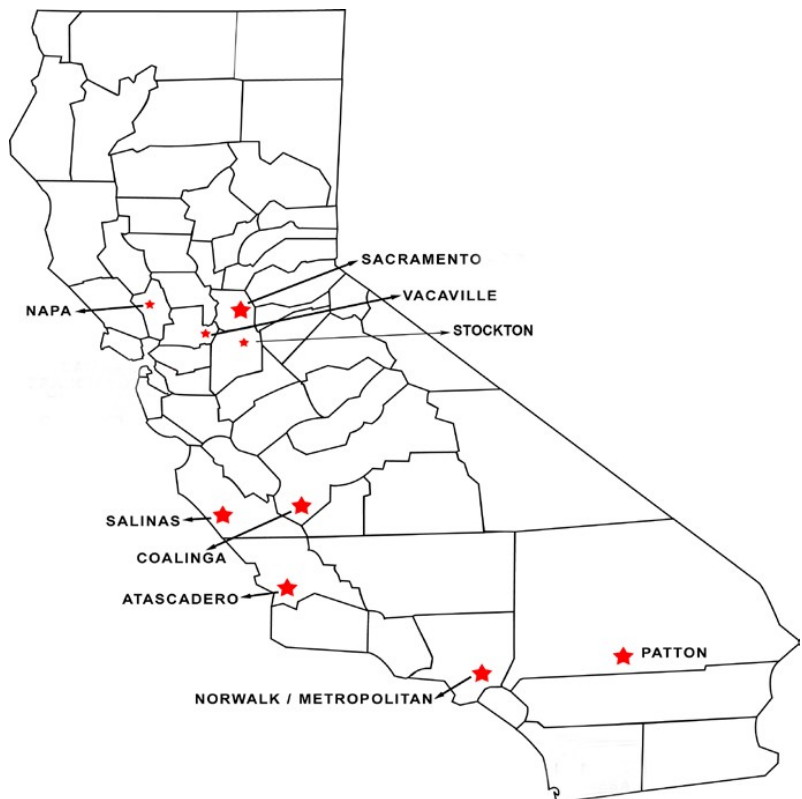 SACRAMENTO
VACAVILLE
NAPA
STOCKTON
SALINAS
COALINGA
ATASCADERO
PATTON
NORWALK / METROPOLITAN